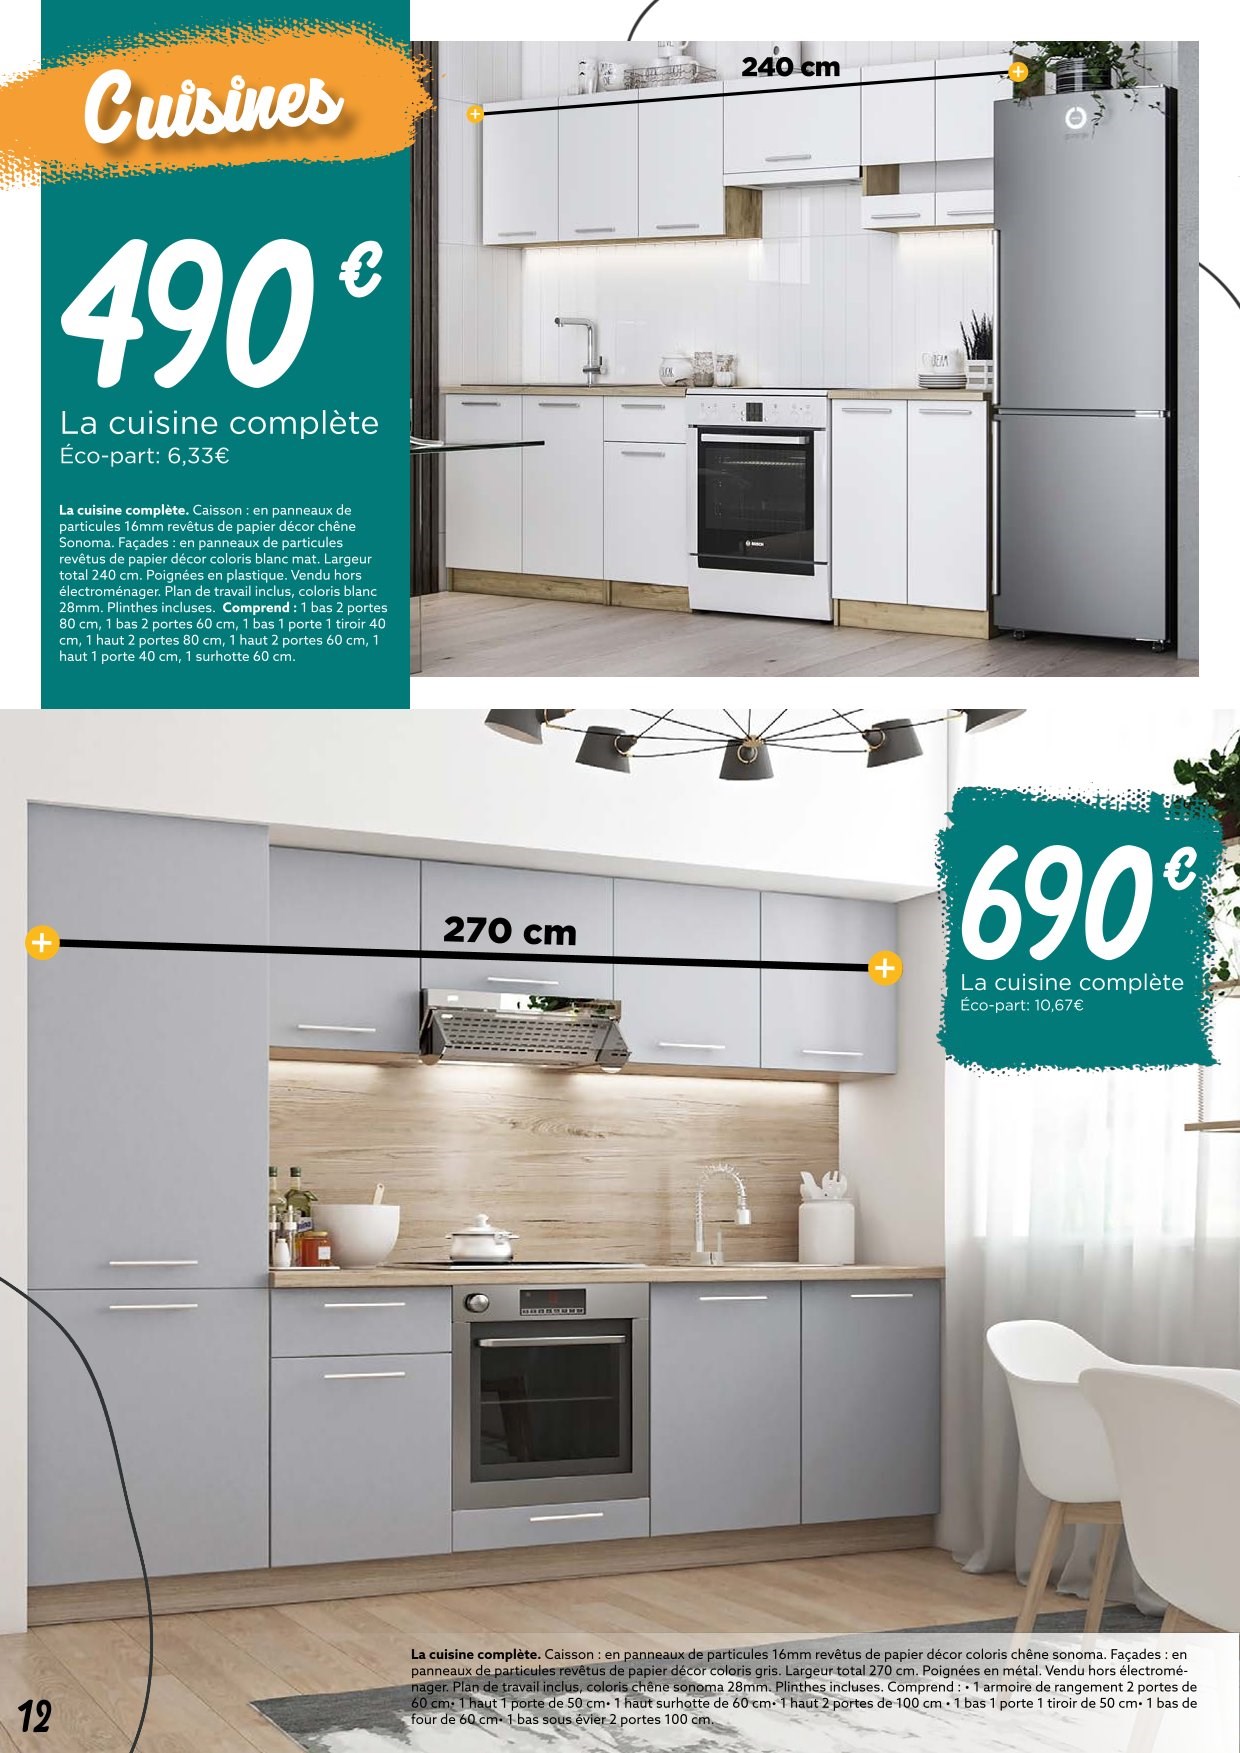 Cuisines
490€
La cuisine complète
Éco-part: 6,33€
La cuisine complète. Caisson : en panneaux de
particules 16mm revêtus de papier décor chêne
Sonoma. Façades : en panneaux de particules
revêtus de papier décor coloris blanc mat. Largeur
total 240 cm. Poignées en plastique. Vendu hors
électroménager. Plan de travail inclus, coloris blanc
28mm. Plinthes incluses. Comprend : 1 bas 2 portes
80 cm, 1 bas 2 portes 60 cm, 1 bas 1 porte 1 tiroir 40
cm, 1 haut 2 portes 80 cm, 1 haut 2 portes 60 cm, 1
haut 1 porte 40 cm, 1 surhotte 60 cm.
240 cm
BOSCH
270 cm
690€
La cuisine complète
Éco-part: 10,67€
La cuisine complète. Caisson : en panneaux de particules 16mm revêtus de papier décor coloris chêne sonoma. Façades : en
panneaux de particules revêtus de papier décor coloris gris. Largeur total 270 cm. Poignées en métal. Vendu hors électromé-
nager. Plan de travail inclus, coloris chêne sonoma 28mm. Plinthes incluses. Comprend : • 1 armoire de rangement 2 portes de
60 cm• 1 haut 1 porte de 50 cm• 1 haut surhotte de 60 cm• 1 haut 2 portes de 100 cm • 1 bas 1 porte 1 tiroir de 50 cm• 1 bas de
four de 60 cm• 1 bas sous évier 2 portes 100 cm.
12